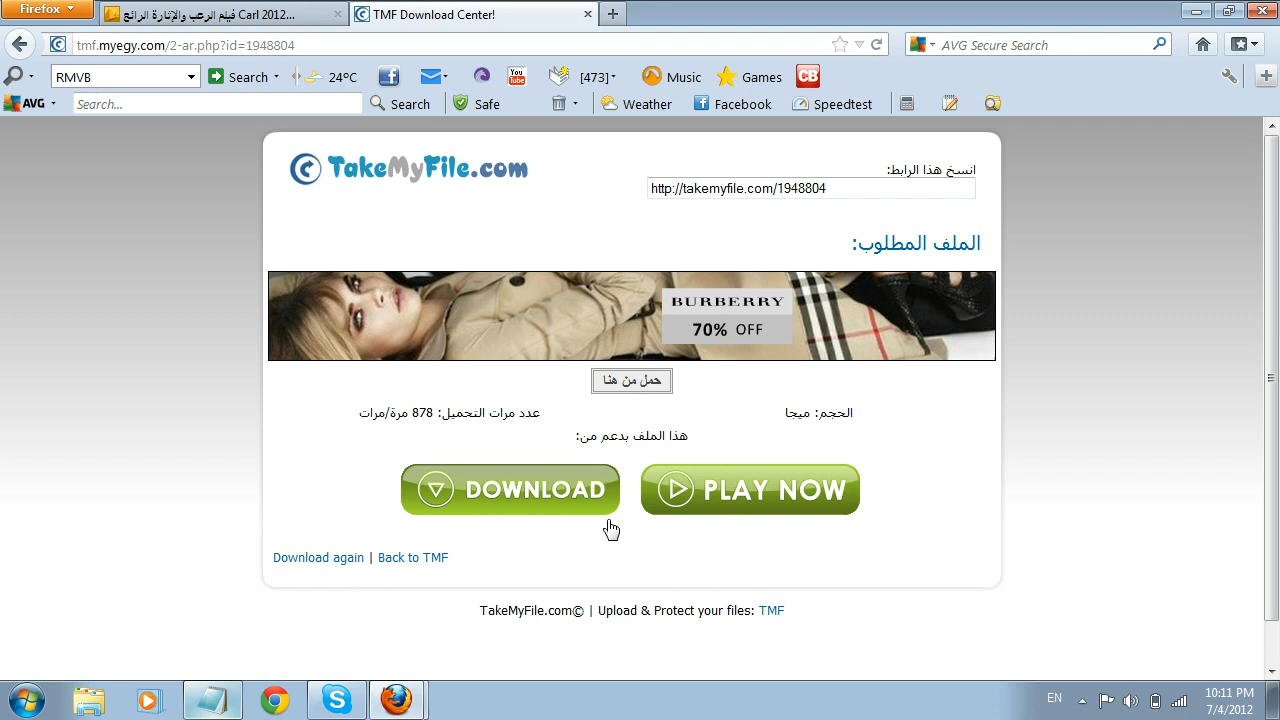 Firefox
فيلم الرعب والإثارة الرائع Carl 2012...
TMF Download Center!
tmf.myegy.com/2-ar.php?id=1948804
AVG Secure Search
RMVB
Search
24°C
You Tube
[473]
Music
Games
CB
AVG
Search...
Search
Safe
Weather
Facebook
Speedtest
TakeMyFile.com
انسخ هذا الرابط:
http://takemyfile.com/1948804
الملف المطلوب:
BURBERRY
70% OFF
حمل من هنا
الحجم: ميجا
عدد مرات التحميل: 878 مرة/مرات
هذا الملف بدعم من:
DOWNLOAD
PLAY NOW
Download again | Back to TMF
TakeMyFile.com© | Upload & Protect your files: TMF
EN
10:11 PM
7/4/2012